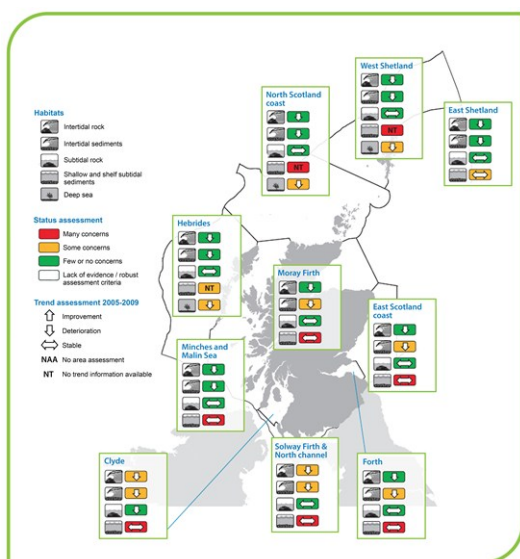 West Shetland
North Scotland
coast
East Shetland
NT
NT
Habitats
Intertidal rock
Intertidal sediments
Subtidal rock
Shallow and shelf subtidal
sediments
Deep sea
Status assessment
Many concerns
Some concerns
Few or no concerns
Lack of evidence / robust
assessment criteria
Trend assessment 2005-2009
Improvement
Deterioration
Stable
NAA No area assessment
NT No trend information available
Hebrides
NT
Moray Firth
East Scotland
coast
Minches and
Malin Sea
Clyde
Solway Firth &
North channel
Forth